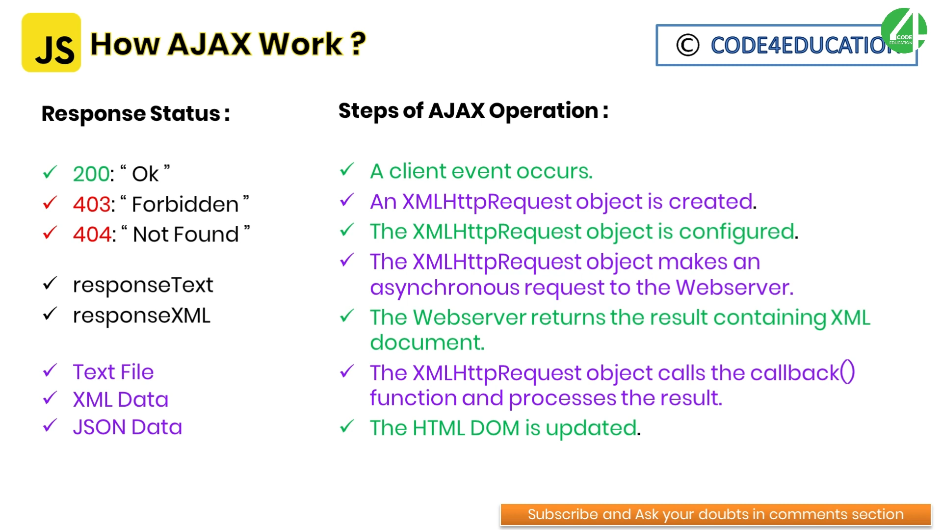 JS
How AJAX Work ?
© CODE4EDUCATION
4
CODE
EDUCATION
Response Status :
200: “ Ok ”
403: “ Forbidden ”
404: “ Not Found ”
responseText
responseXML
Text File
XML Data
JSON Data
Steps of AJAX Operation :
A client event occurs.
An XMLHttpRequest object is created.
The XMLHttpRequest object is configured.
The XMLHttpRequest object makes an
asynchronous request to the Webserver.
The Webserver returns the result containing XML
document.
The XMLHttpRequest object calls the callback()
function and processes the result.
The HTML DOM is updated.
Subscribe and Ask your doubts in comments section